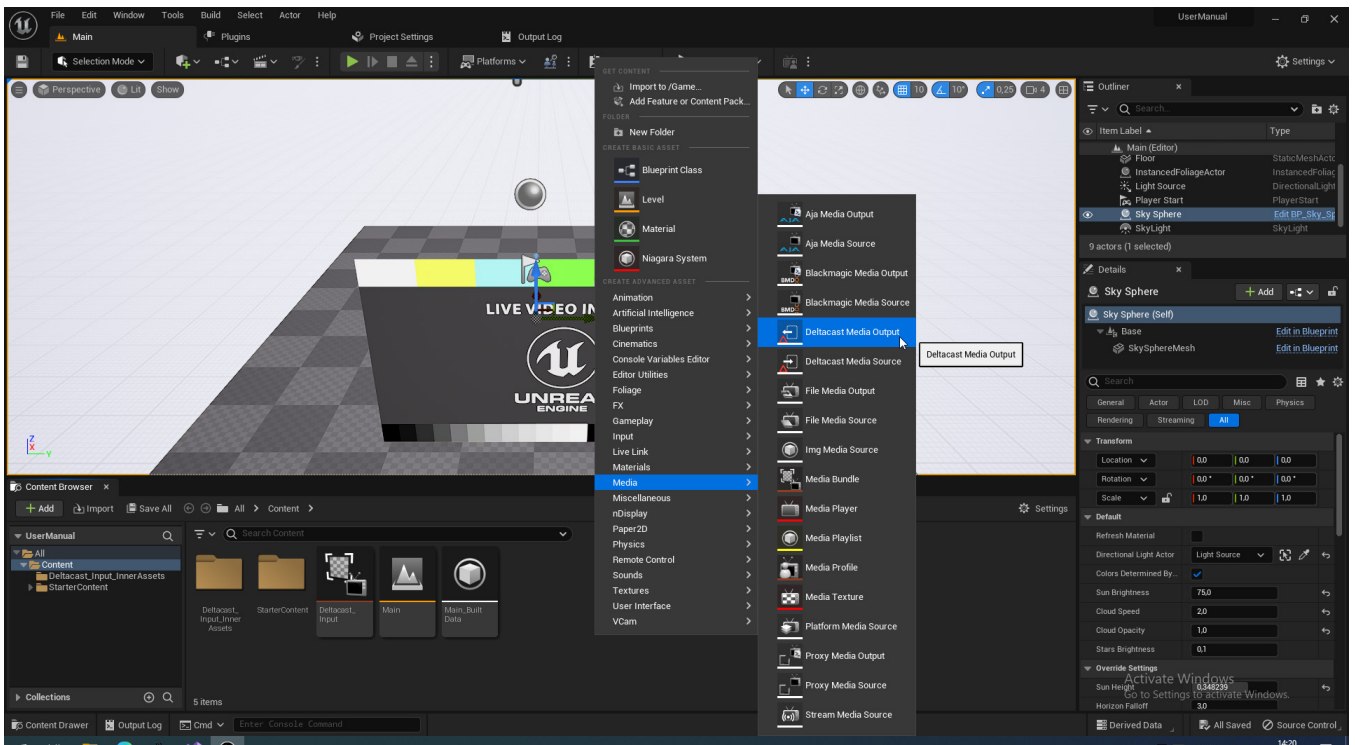 File Edit Window Tools Build Select Actor Help
UserManual
Main
Plugins
Project Settings
Output Log
Selection Mode
Platforms
Settings
Perspective
Lit
Show
10
10°
0,25
4
LIVE VIDEO IN
UNREA
ENGINE
Z
X
Y
GET CONTENT
Import to /Game...
Add Feature or Content Pack...
FOLDER
New Folder
CREATE BASIC ASSET
Blueprint Class
Level
Material
Niagara System
CREATE ADVANCED ASSET
Animation
Artificial Intelligence
Blueprints
Cinematics
Console Variables Editor
Editor Utilities
Foliage
FX
Gameplay
Input
Live Link
Materials
Media
Miscellaneous
nDisplay
Paper2D
Physics
Remote Control
Sounds
Textures
User Interface
VCam
Aja Media Output
Aja Media Source
Blackmagic Media Output
Blackmagic Media Source
Deltacast Media Output
Deltacast Media Source
File Media Output
File Media Source
Img Media Source
Media Bundle
Media Player
Media Playlist
Media Profile
Media Texture
Platform Media Source
Proxy Media Output
Proxy Media Source
Stream Media Source
Deltacast Media Output
Outliner
Search...
Item Label Type
Main (Editor)
Floor StaticMeshActo
InstancedFoliageActor InstancedFoliag
Light Source DirectionalLight
Player Start PlayerStart
Sky Sphere Edit BP_Sky_Sp
SkyLight SkyLight
9 actors (1 selected)
Details
Sky Sphere
Add
Sky Sphere (Self)
Base Edit in Blueprint
SkySphereMesh Edit in Blueprint
Search
General Actor LOD Misc Physics
Rendering Streaming All
Transform
Location 0,0 0,0 0,0
Rotation 0,0 ° 0,0 ° 0,0 °
Scale 1,0 1,0 1,0
Default
Refresh Material
Directional Light Actor Light Source
Colors Determined By...
Sun Brightness 75,0
Cloud Speed 2,0
Cloud Opacity 1,0
Stars Brightness 0,1
Override Settings
Sun Height 0,348239
Horizon Falloff 3,0
Activate Windows
Go to Settings to activate Windows.
Content Browser
Add Import Save All All Content Settings
UserManual
Search Content
All
Content
Deltacast_Input_InnerAssets
StarterContent
Deltacast_
Input_Inner
Assets
StarterContent
Deltacast_
Input
Main
Main_Built
Data
Collections
5 items
Content Drawer Output Log Cmd Enter Console Command
Derived Data All Saved Source Control
14:20